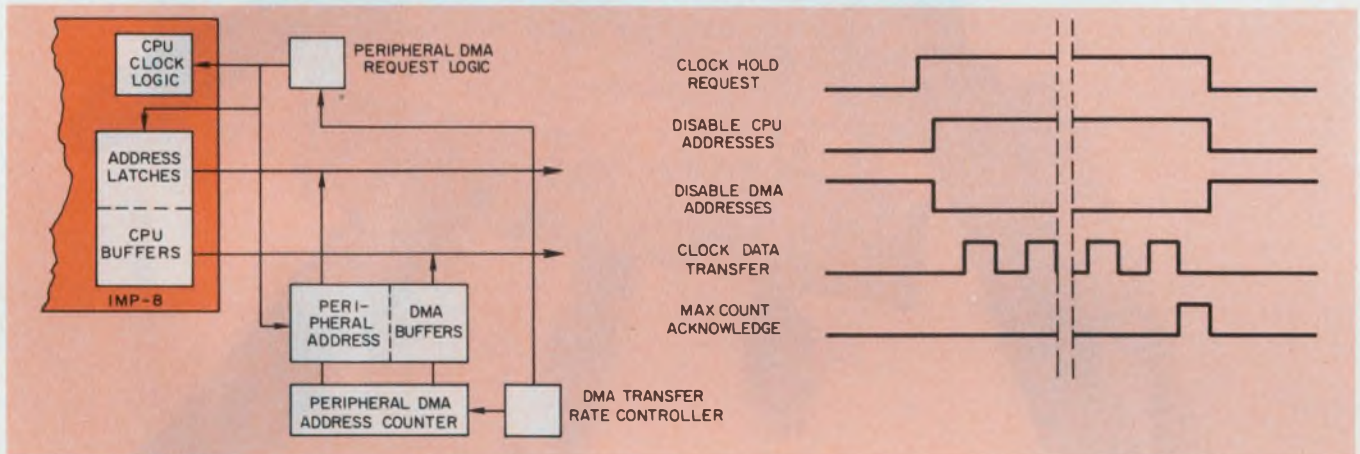 CPU
CLOCK
LOGIC
PERIPHERAL DMA
REQUEST LOGIC
ADDRESS
LATCHES
CPU
BUFFERS
IMP-8
PERI-
PHERAL
ADDRESS
DMA
BUFFERS
PERIPHERAL DMA
ADDRESS COUNTER
DMA TRANSFER
RATE CONTROLLER
CLOCK HOLD
REQUEST
DISABLE CPU
ADDRESSES
DISABLE DMA
ADDRESSES
CLOCK DATA
TRANSFER
MAX COUNT
ACKNOWLEDGE